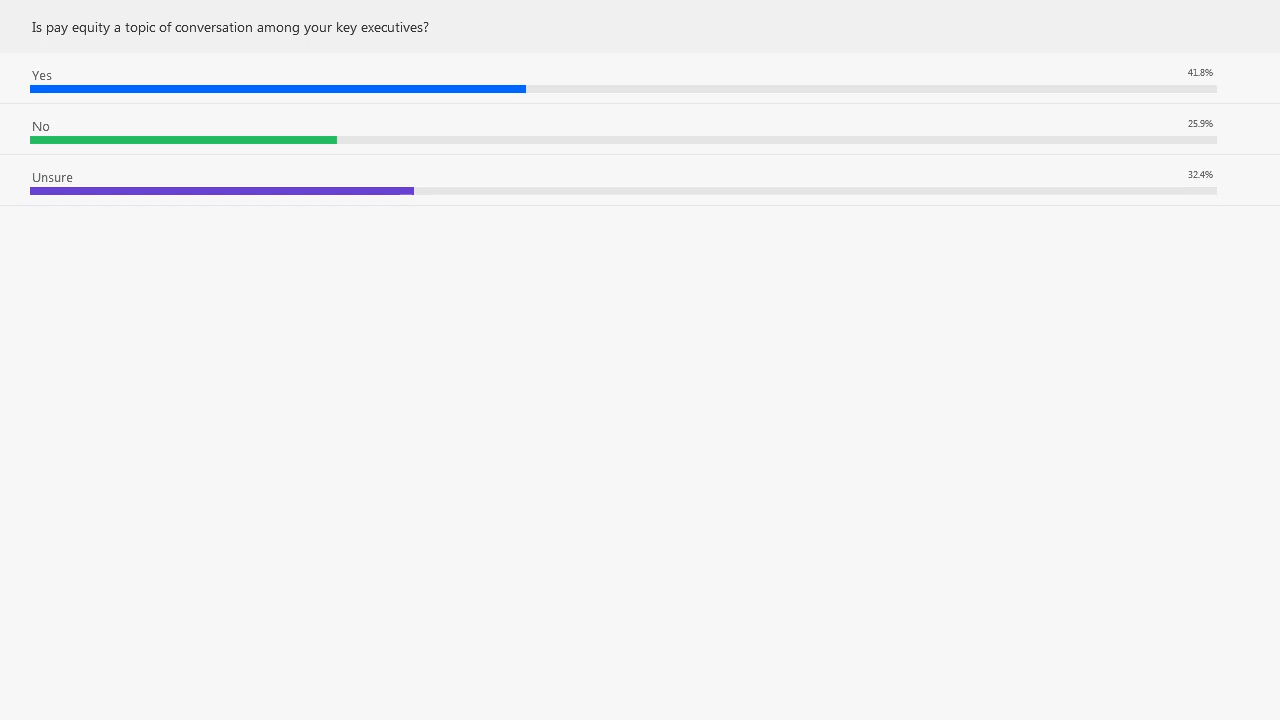 Is pay equity a topic of conversation among your key executives?
Yes
41.8%
No
25.9%
Unsure
32.4%